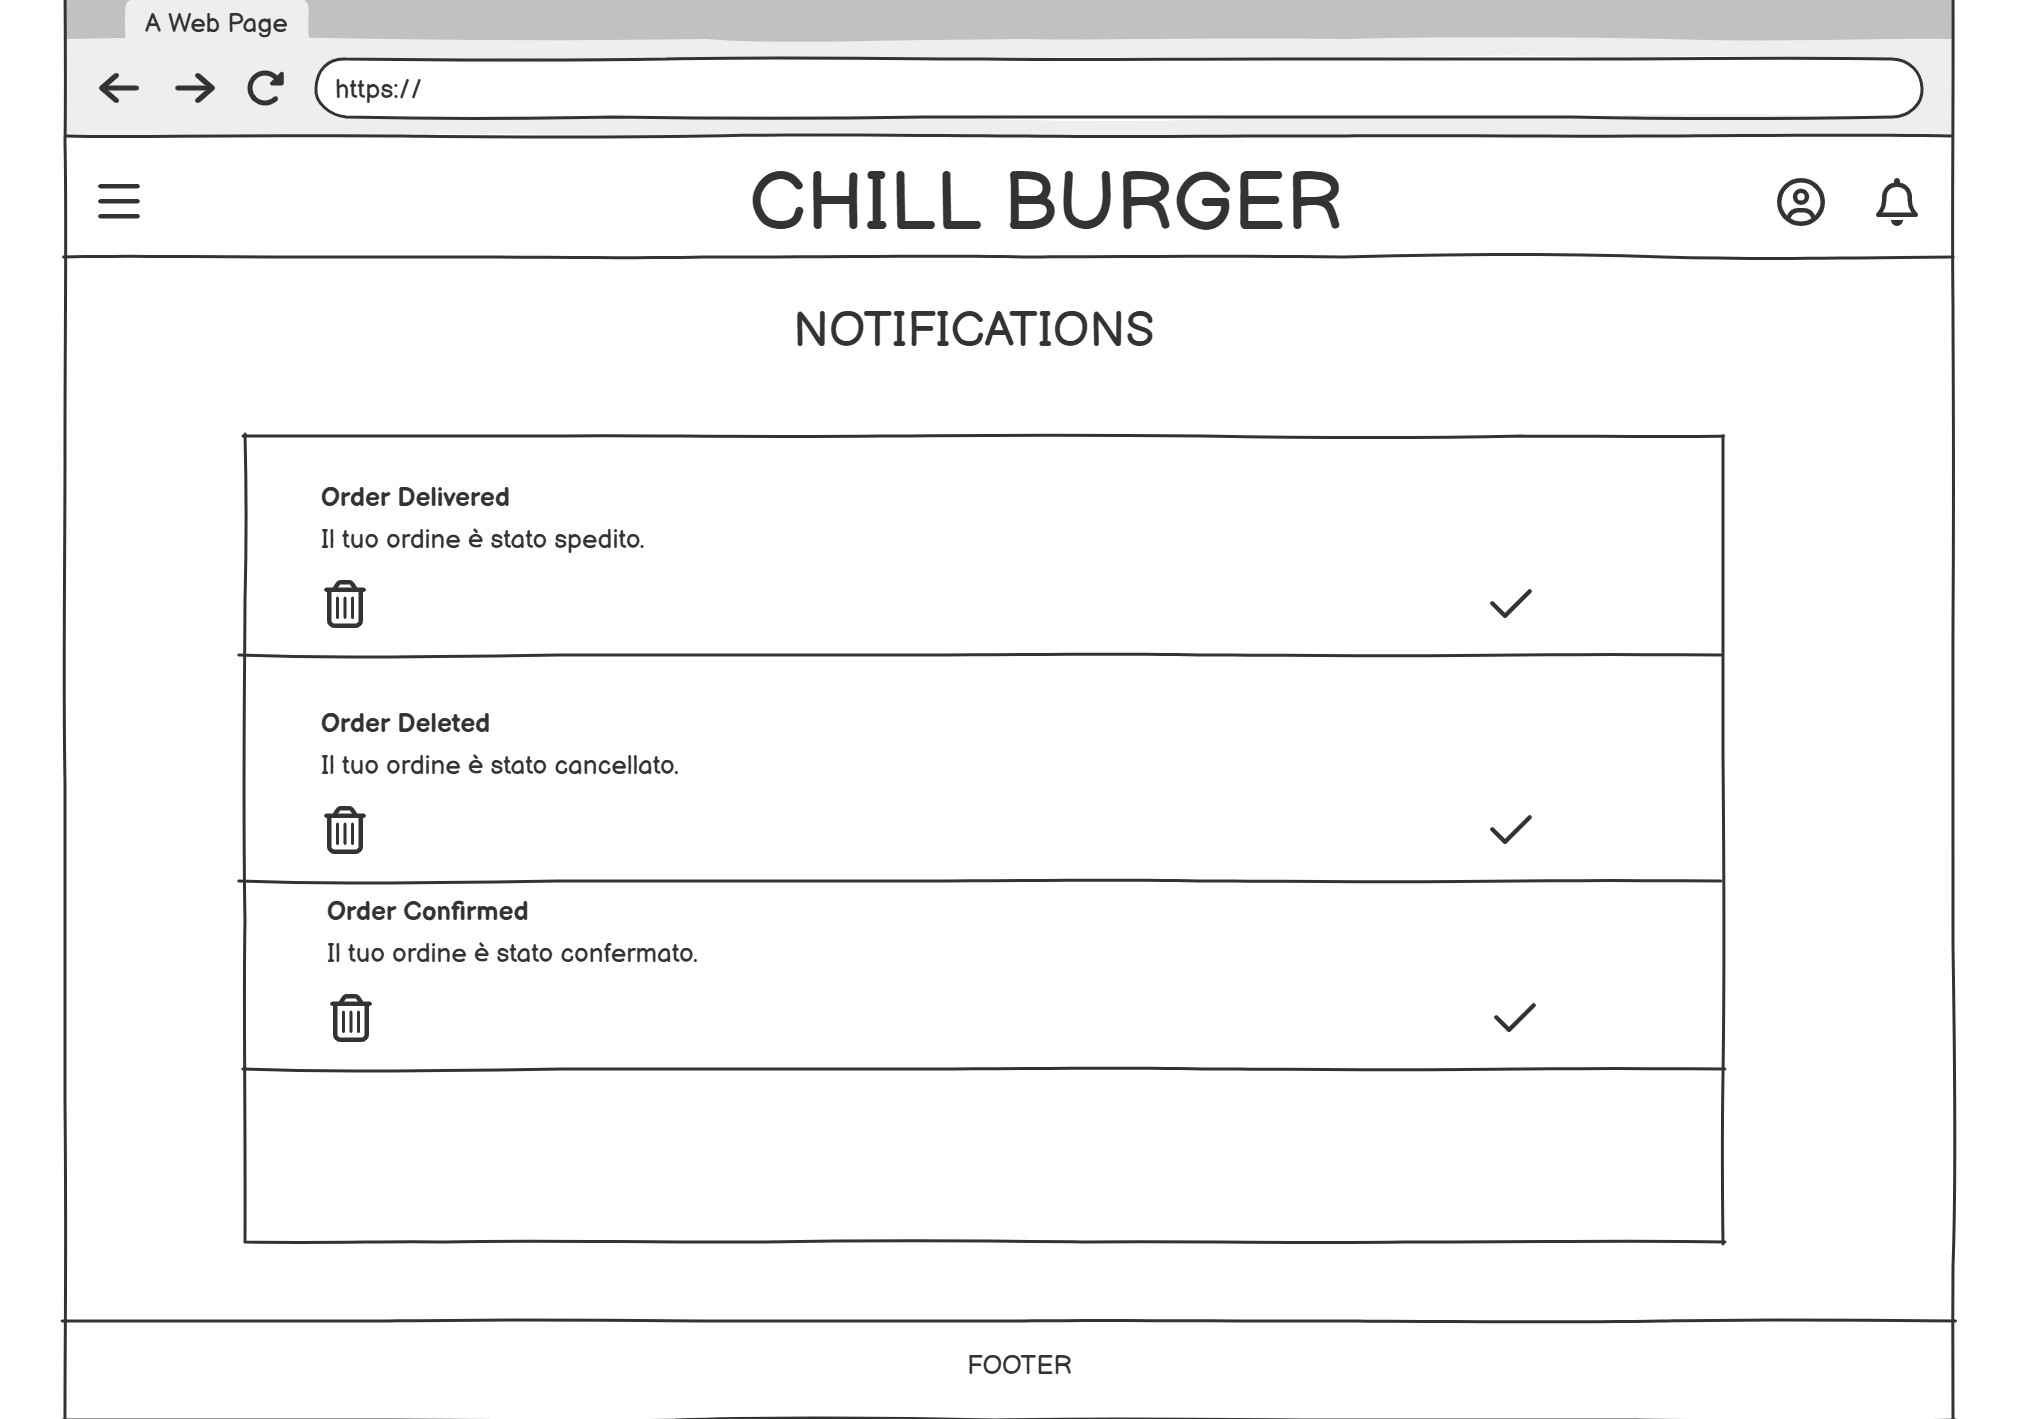 A Web Page
https://
CHILL BURGER
NOTIFICATIONS
Order Delivered
Il tuo ordine è stato spedito.
Order Deleted
Il tuo ordine è stato cancellato.
Order Confirmed
Il tuo ordine è stato confermato.
FOOTER